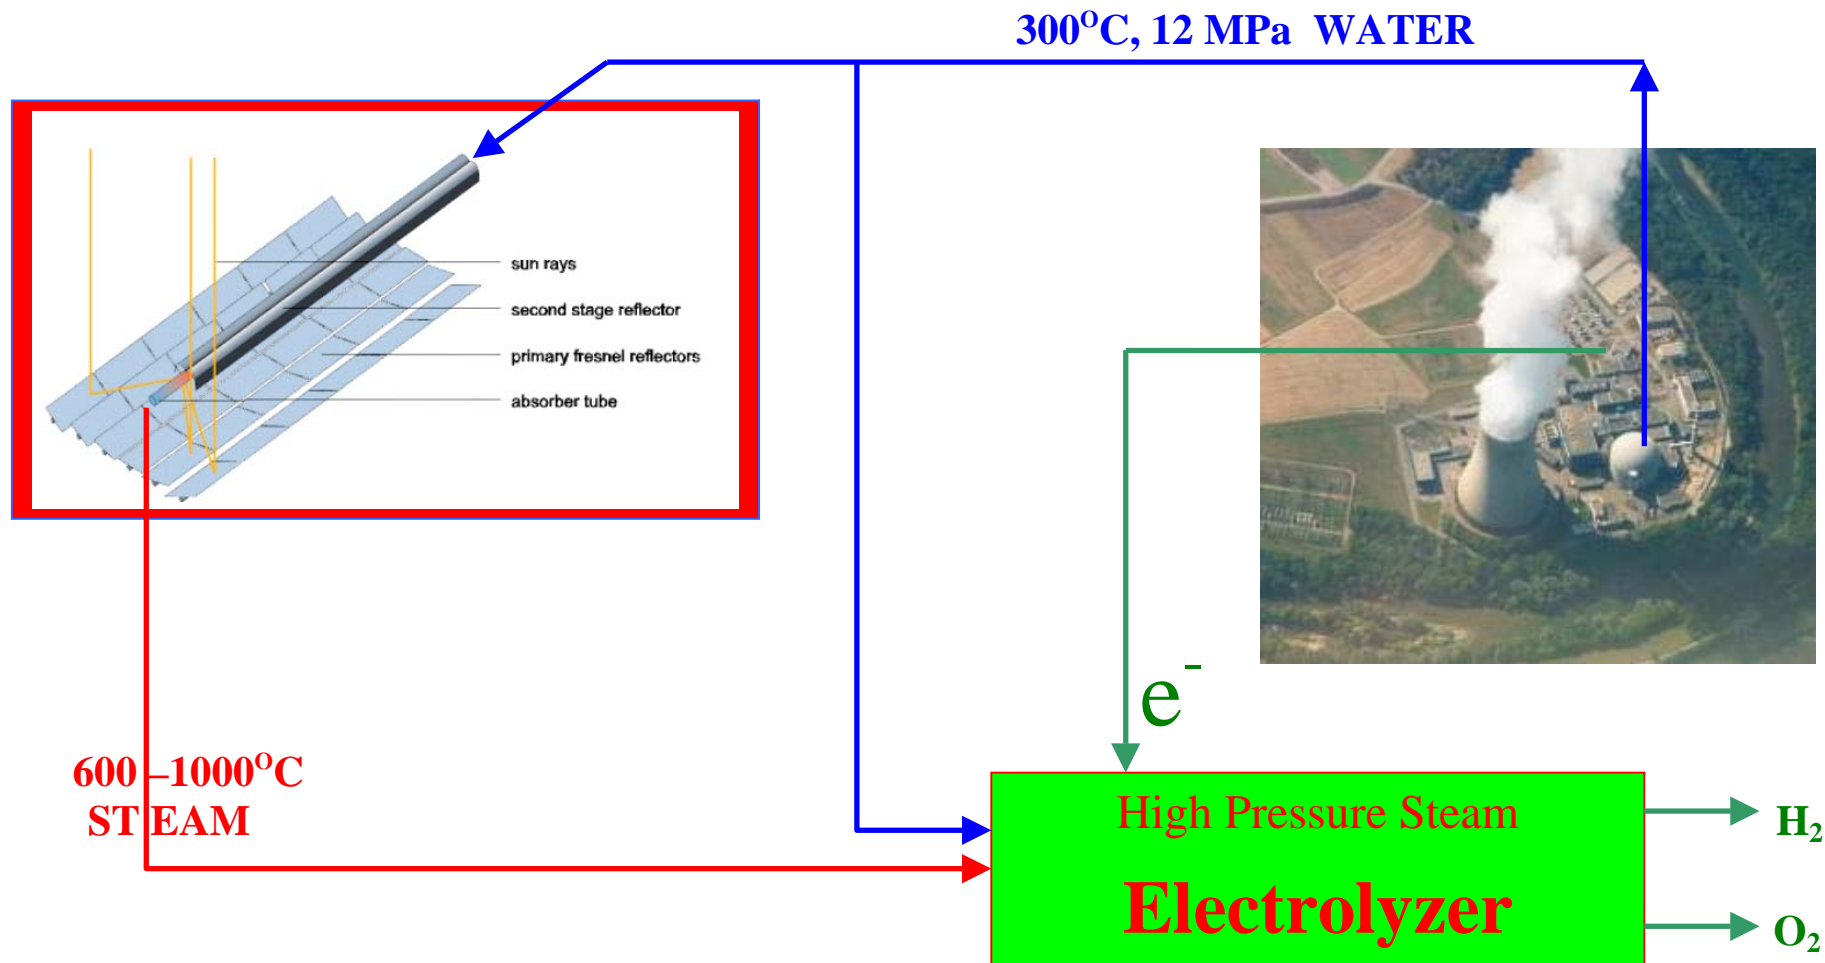 300°C, 12 MPa  WATER
sun rays
second stage reflector
primary fresnel reflectors
absorber tube
e⁻
600 –1000°C
STEAM
High Pressure Steam
Electrolyzer
H₂
O₂